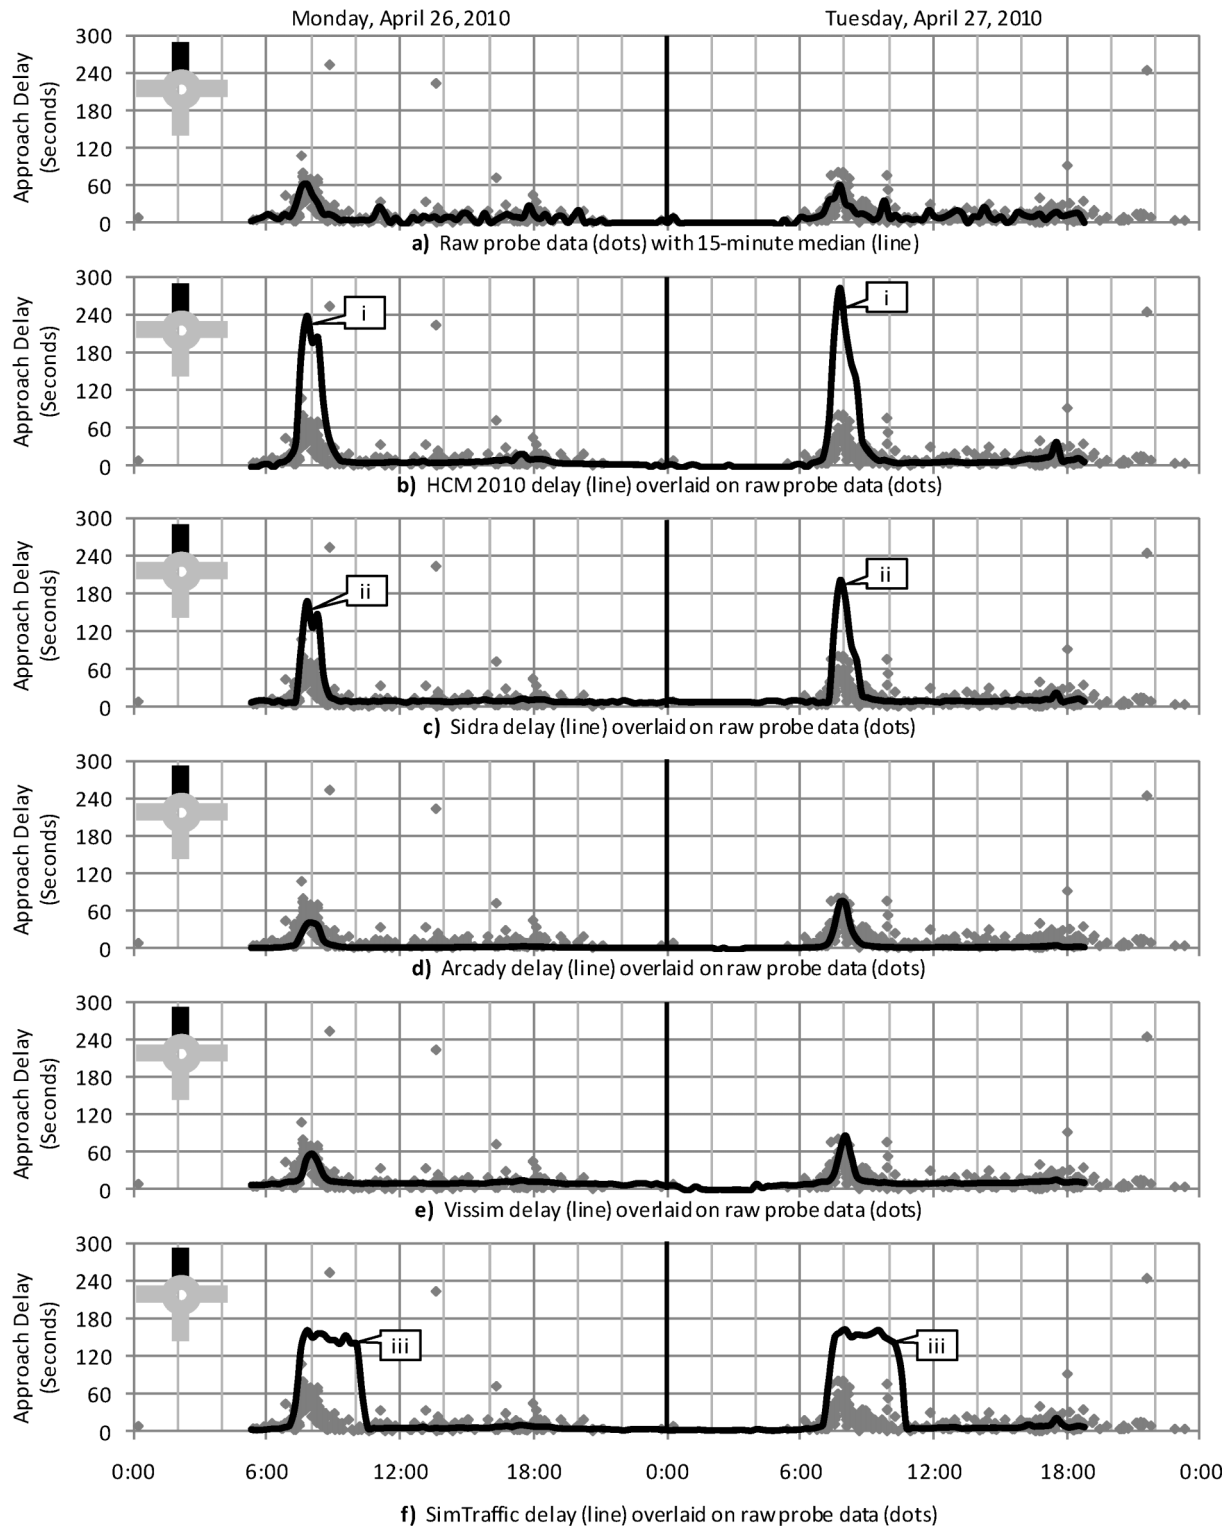 Monday, April 26, 2010 Tuesday, April 27, 2010
Approach Delay
(Seconds)
300
240
180
120
60
0
a) Raw probe data (dots) with 15-minute median (line)
Approach Delay
(Seconds)
300
240
180
120
60
0
i i
b) HCM 2010 delay (line) overlaid on raw probe data (dots)
Approach Delay
(Seconds)
300
240
180
120
60
0
ii ii
c) Sidra delay (line) overlaid on raw probe data (dots)
Approach Delay
(Seconds)
300
240
180
120
60
0
d) Arcady delay (line) overlaid on raw probe data (dots)
Approach Delay
(Seconds)
300
240
180
120
60
0
e) Vissim delay (line) overlaid on raw probe data (dots)
Approach Delay
(Seconds)
300
240
180
120
60
0
iii iii
0:00 6:00 12:00 18:00 0:00 6:00 12:00 18:00 0:00
f) SimTraffic delay (line) overlaid on raw probe data (dots)